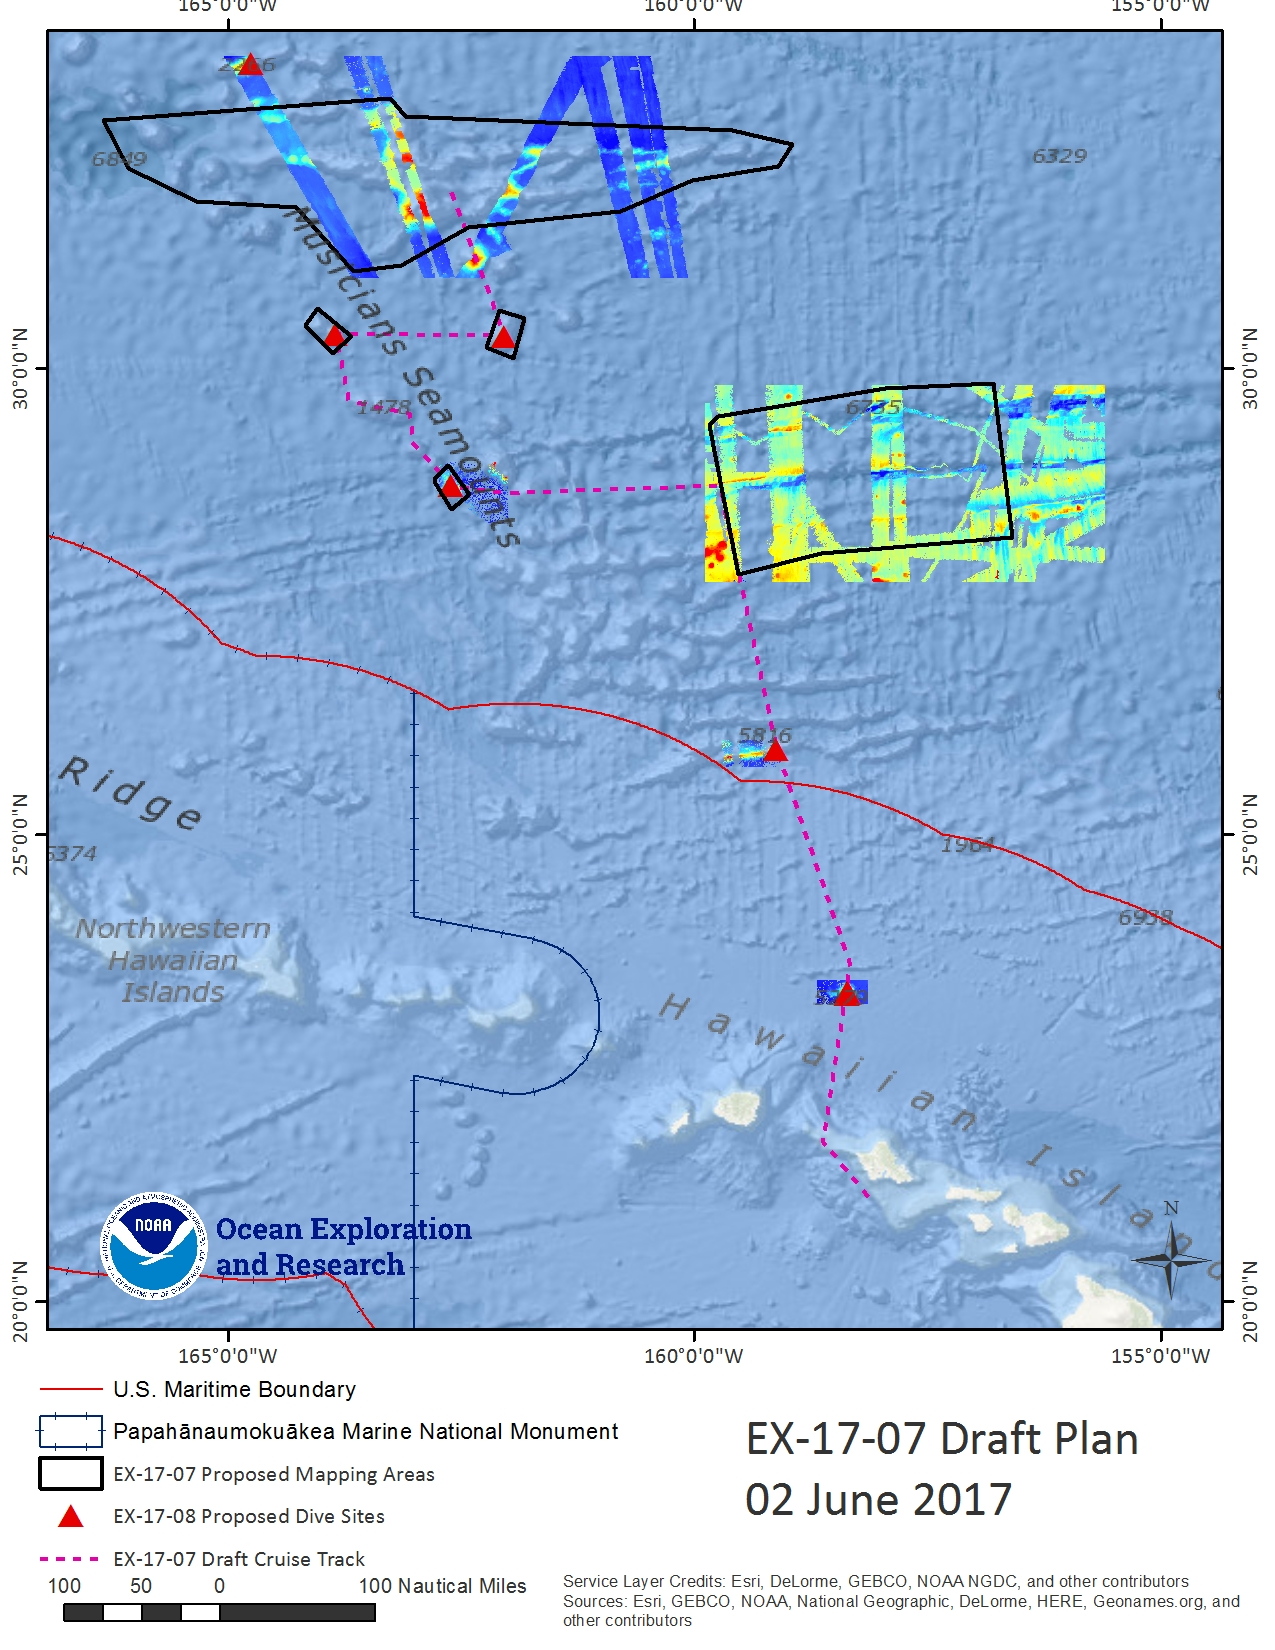 165°0'0"W 160°0'0"W 155°0'0"W
6849
6329
Musicians Seamounts
30°0'0"N
30°0'0"N
1478
6735
5816
Ridge
25°0'0"N
25°0'0"N
1964
6938
Northwestern
Hawaiian
Islands
Hawaiian
NOAA
Ocean Exploration
and Research
N
20°0'0"N
20°0'0"N
165°0'0"W 160°0'0"W 155°0'0"W
U.S. Maritime Boundary
Papahānaumokuākea Marine National Monument
EX-17-07 Proposed Mapping Areas
EX-17-08 Proposed Dive Sites
EX-17-07 Draft Cruise Track
100 50 0 100 Nautical Miles
EX-17-07 Draft Plan
02 June 2017
Service Layer Credits: Esri, DeLorme, GEBCO, NOAA NGDC, and other contributors
Sources: Esri, GEBCO, NOAA, National Geographic, DeLorme, HERE, Geonames.org, and
other contributors